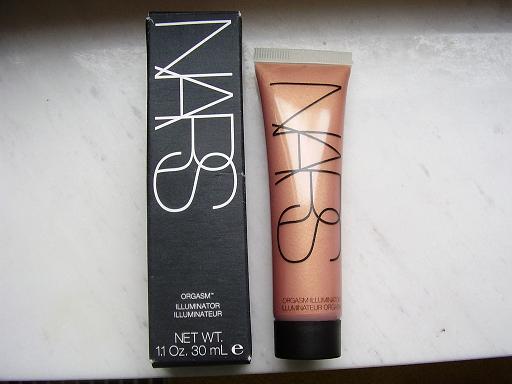 NARS
ORGASM™
ILLUMINATOR
ILLUMINATEUR
NET WT.
1.1 Oz. 30 mL e
NARS
ORGASM ILLUMINATOR
ILLUMINATEUR ORGASM